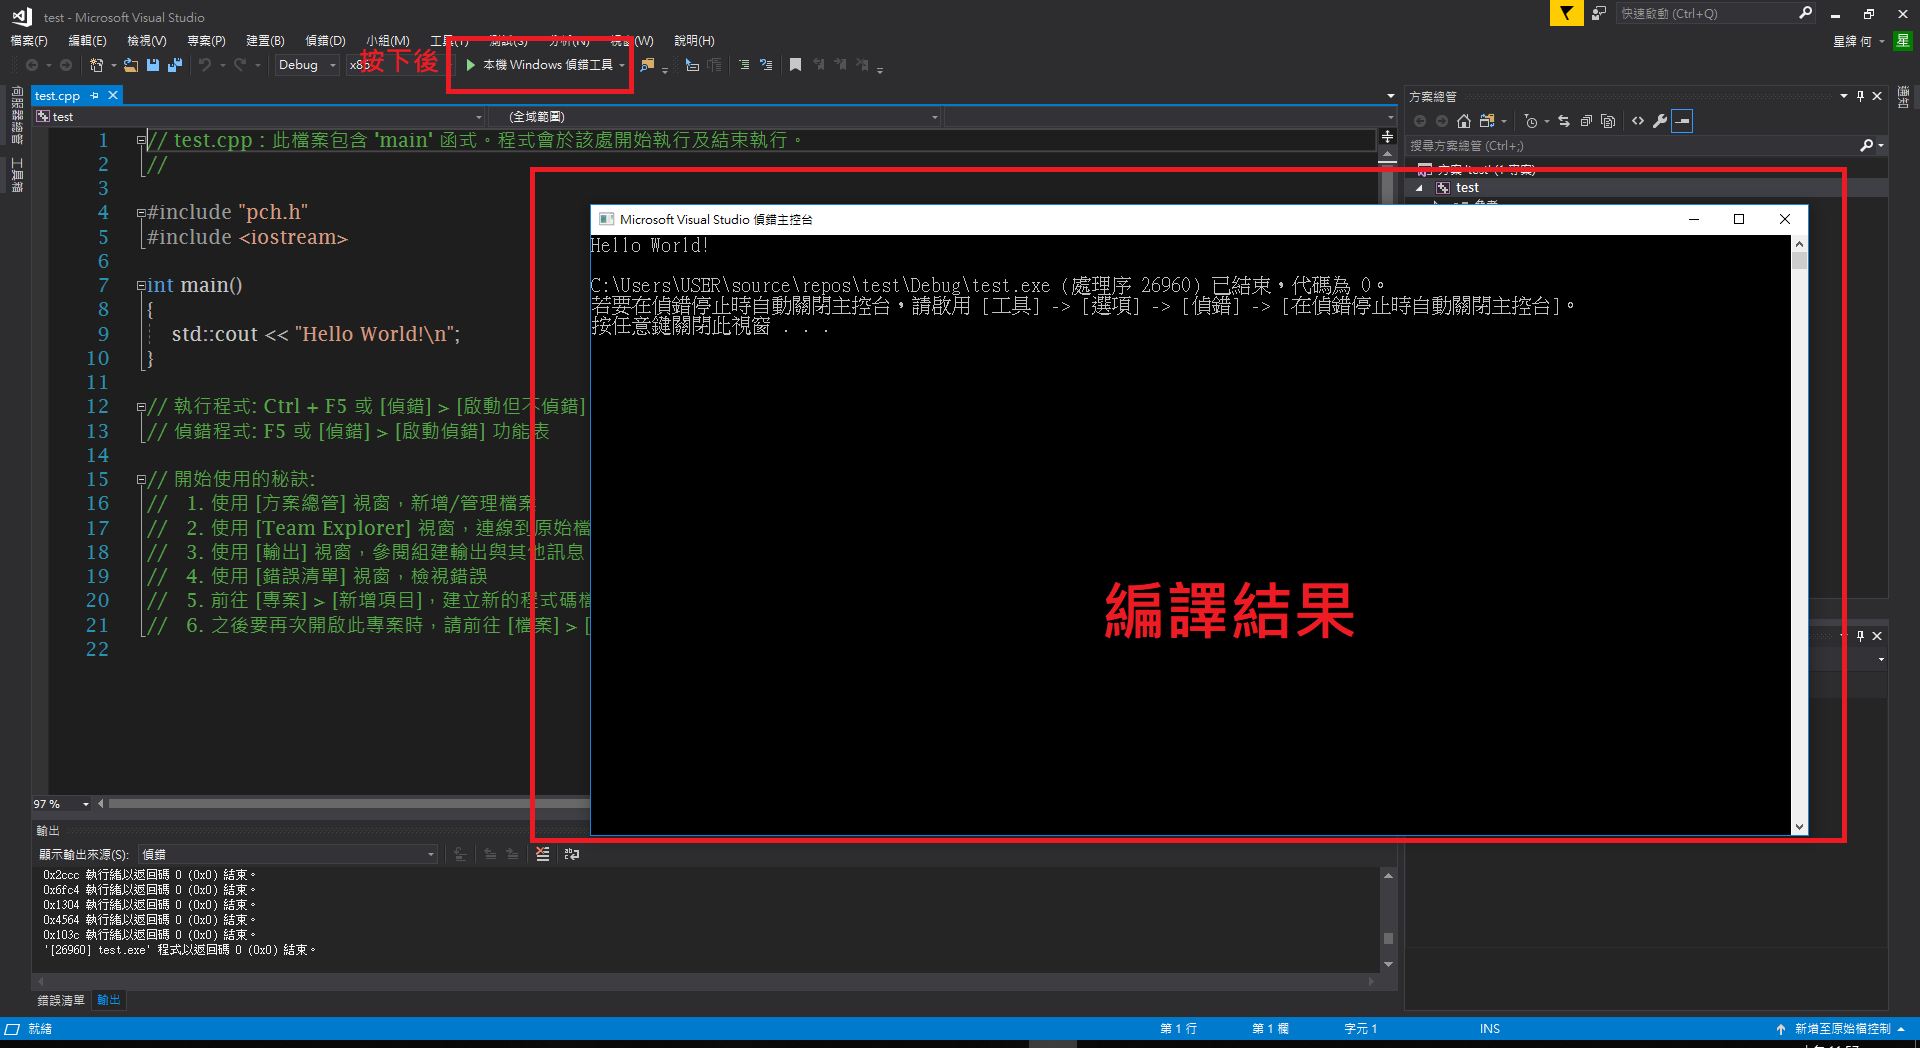 test - Microsoft Visual Studio
快速啟動 (Ctrl+Q)
檔案(F) 編輯(E) 檢視(V) 專案(P) 建置(B) 偵錯(D) 小組(M) 工具(T) 測試(S) 分析(N) 視窗(W) 說明(H)
星緯 何 星
Debug x86 按下後 本機 Windows 偵錯工具
伺服器總管
工具箱
test.cpp
test (全域範圍)
1 // test.cpp : 此檔案包含 'main' 函式。程式會於該處開始執行及結束執行。
2 //
3
4 #include "pch.h"
5 #include <iostream>
6
7 int main()
8 {
9 std::cout << "Hello World!\n";
10 }
11
12 // 執行程式: Ctrl + F5 或 [偵錯] > [啟動但不偵錯]
13 // 偵錯程式: F5 或 [偵錯] > [啟動偵錯] 功能表
14
15 // 開始使用的秘訣:
16 // 1. 使用 [方案總管] 視窗，新增/管理檔案
17 // 2. 使用 [Team Explorer] 視窗，連線到原始檔
18 // 3. 使用 [輸出] 視窗，參閱組建輸出與其他訊息
19 // 4. 使用 [錯誤清單] 視窗，檢視錯誤
20 // 5. 前往 [專案] > [新增項目]，建立新的程式碼檔
21 // 6. 之後要再次開啟此專案時，請前往 [檔案] > [
22
Microsoft Visual Studio 偵錯主控台
Hello World!
C:\Users\USER\source\repos\test\Debug\test.exe (處理序 26960) 已結束，代碼為 0。
若要在偵錯停止時自動關閉主控台，請啟用 [工具] -> [選項] -> [偵錯] -> [在偵錯停止時自動關閉主控台]。
按任意鍵關閉此視窗 . . .
編譯結果
方案總管
搜尋方案總管 (Ctrl+;)
方案 'test' (1 專案)
test
參考
通知
97 %
輸出
顯示輸出來源(S): 偵錯
0x2ccc 執行緒以返回碼 0 (0x0) 結束。
0x6fc4 執行緒以返回碼 0 (0x0) 結束。
0x1304 執行緒以返回碼 0 (0x0) 結束。
0x4564 執行緒以返回碼 0 (0x0) 結束。
0x103c 執行緒以返回碼 0 (0x0) 結束。
'[26960] test.exe' 程式以返回碼 0 (0x0) 結束。
錯誤清單 輸出
就緒 第 1 行 第 1 欄 字元 1 INS 新增至原始檔控制